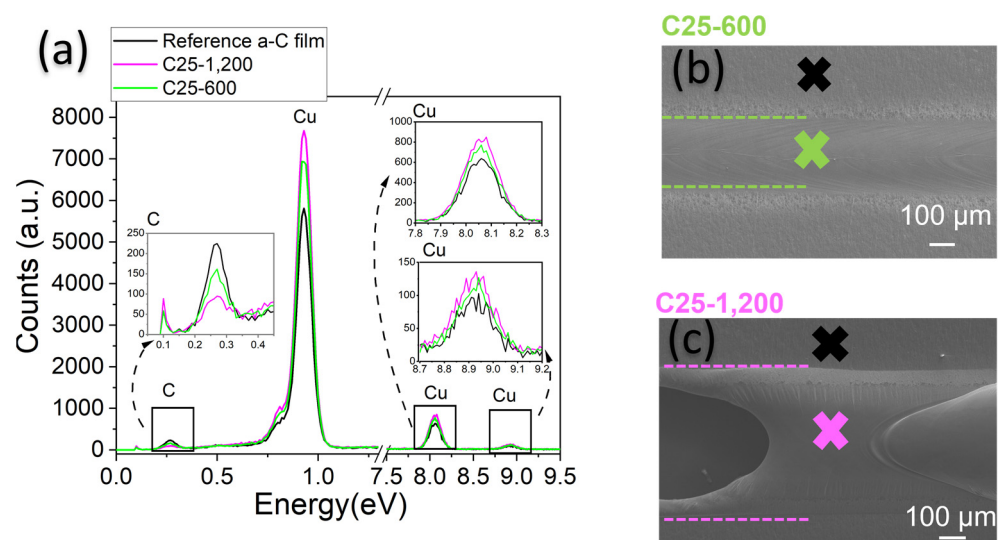 (a)
Reference a-C film
C25-1,200
C25-600
Counts (a.u.)
8000
7000
6000
5000
4000
3000
2000
1000
0
0.0
0.5
1.0
8.0
8.5
9.0
9.5
Energy(eV)
Cu
C
Cu
Cu
C
250
200
150
100
50
0
0.1
0.2
0.3
0.4
Cu
1000
800
600
400
200
0
7.8
7.9
8.0
8.1
8.2
8.3
Cu
150
100
50
0
8.7
8.8
8.9
9.0
9.1
9.2
C25-600
(b)
100 µm
C25-1,200
(c)
100 µm